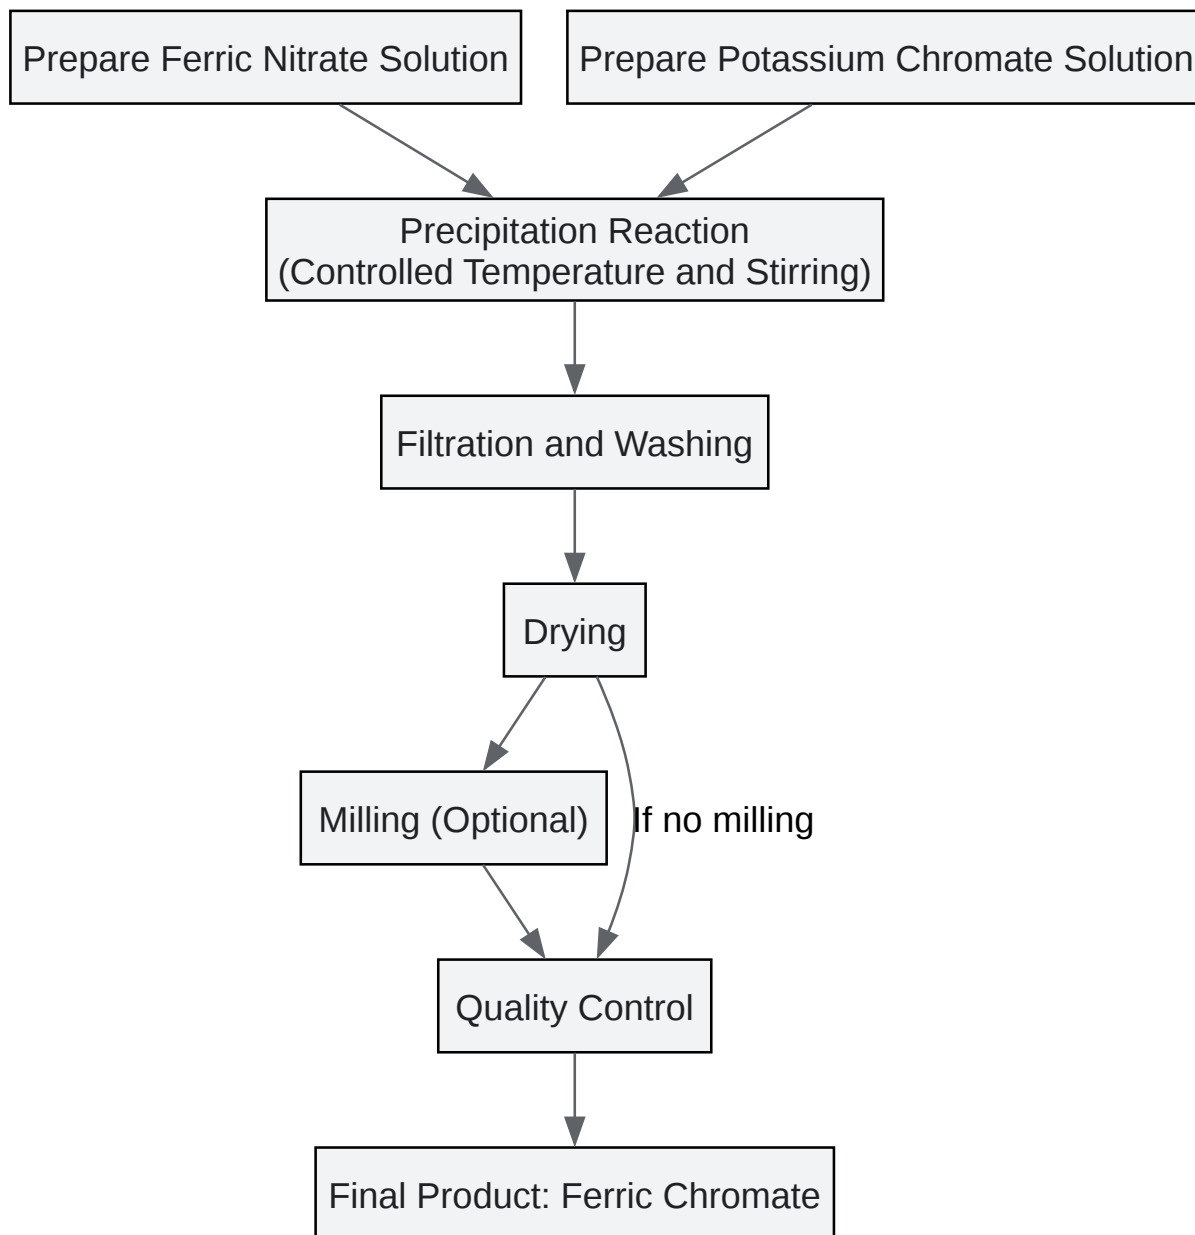 Prepare Ferric Nitrate Solution
Prepare Potassium Chromate Solution
Precipitation Reaction
(Controlled Temperature and Stirring)
Filtration and Washing
Drying
Milling (Optional)
If no milling
Quality Control
Final Product: Ferric Chromate